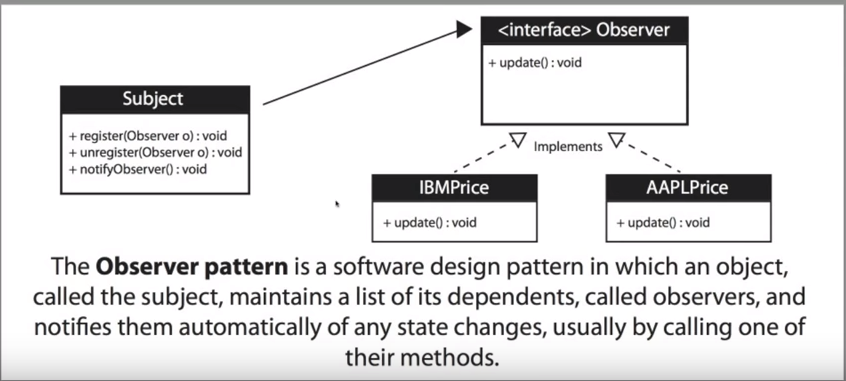 <interface> Observer
+ update() : void
Subject
+ register(Observer o) : void
+ unregister(Observer o) : void
+ notifyObserver() : void
Implements
IBMPrice
+ update() : void
AAPLPrice
+ update() : void
The Observer pattern is a software design pattern in which an object,
called the subject, maintains a list of its dependents, called observers, and
notifies them automatically of any state changes, usually by calling one of
their methods.